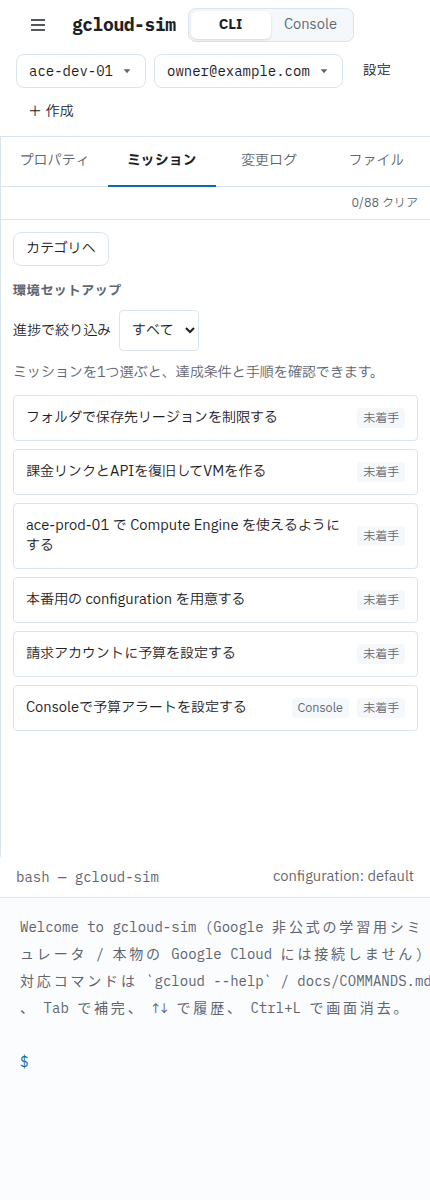 gcloud-sim CLI Console
ace-dev-01 owner@example.com 設定
＋ 作成
プロパティ ミッション 変更ログ ファイル
0/88 クリア
カテゴリへ
環境セットアップ
進捗で絞り込み すべて
ミッションを1つ選ぶと、達成条件と手順を確認できます。
フォルダで保存先リージョンを制限する 未着手
課金リンクとAPIを復旧してVMを作る 未着手
ace-prod-01 で Compute Engine を使えるように
する 未着手
本番用の configuration を用意する 未着手
請求アカウントに予算を設定する 未着手
Consoleで予算アラートを設定する Console 未着手
bash — gcloud-sim configuration: default
Welcome to gcloud-sim (Google 非公式の学習用シミ
ュレータ / 本物の Google Cloud には接続しません)
対応コマンドは `gcloud --help` / docs/COMMANDS.md
、 Tab で補完、 ↑↓ で履歴、 Ctrl+L で画面消去。
$